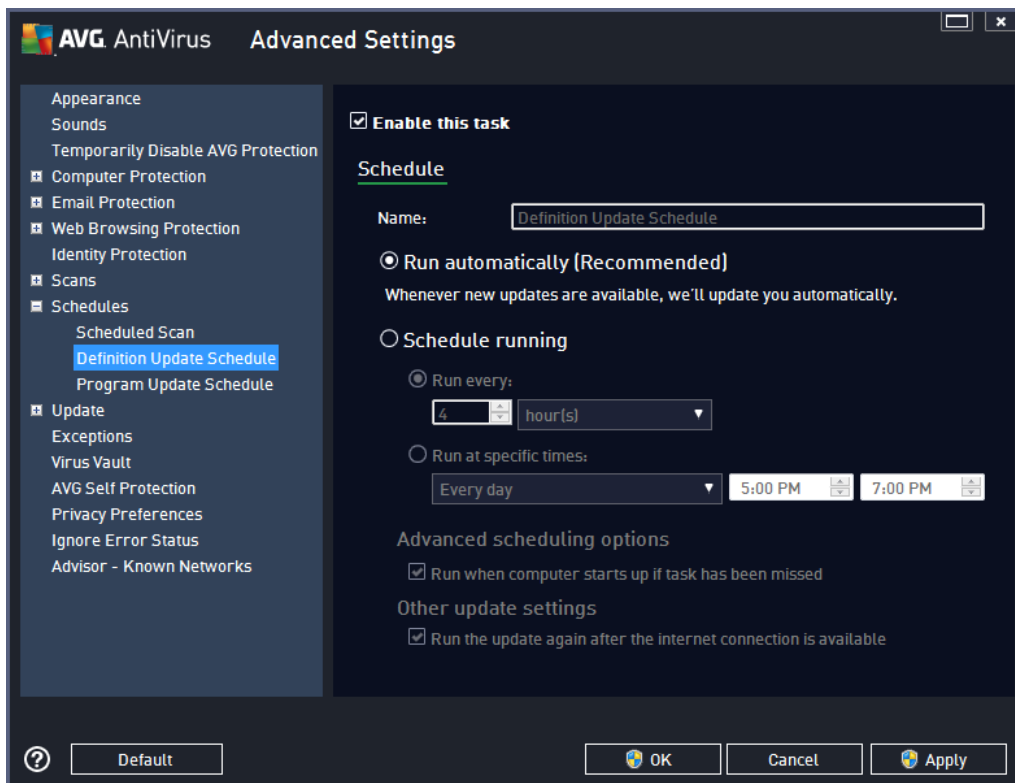 AVG AntiVirus Advanced Settings
Appearance
Sounds
Temporarily Disable AVG Protection
Computer Protection
Email Protection
Web Browsing Protection
Identity Protection
Scans
Schedules
Scheduled Scan
Definition Update Schedule
Program Update Schedule
Update
Exceptions
Virus Vault
AVG Self Protection
Privacy Preferences
Ignore Error Status
Advisor - Known Networks
Enable this task
Schedule
Name: Definition Update Schedule
Run automatically (Recommended)
Whenever new updates are available, we'll update you automatically.
Schedule running
Run every:
4 hour(s)
Run at specific times:
Every day 5:00 PM 7:00 PM
Advanced scheduling options
Run when computer starts up if task has been missed
Other update settings
Run the update again after the internet connection is available
? Default OK Cancel Apply